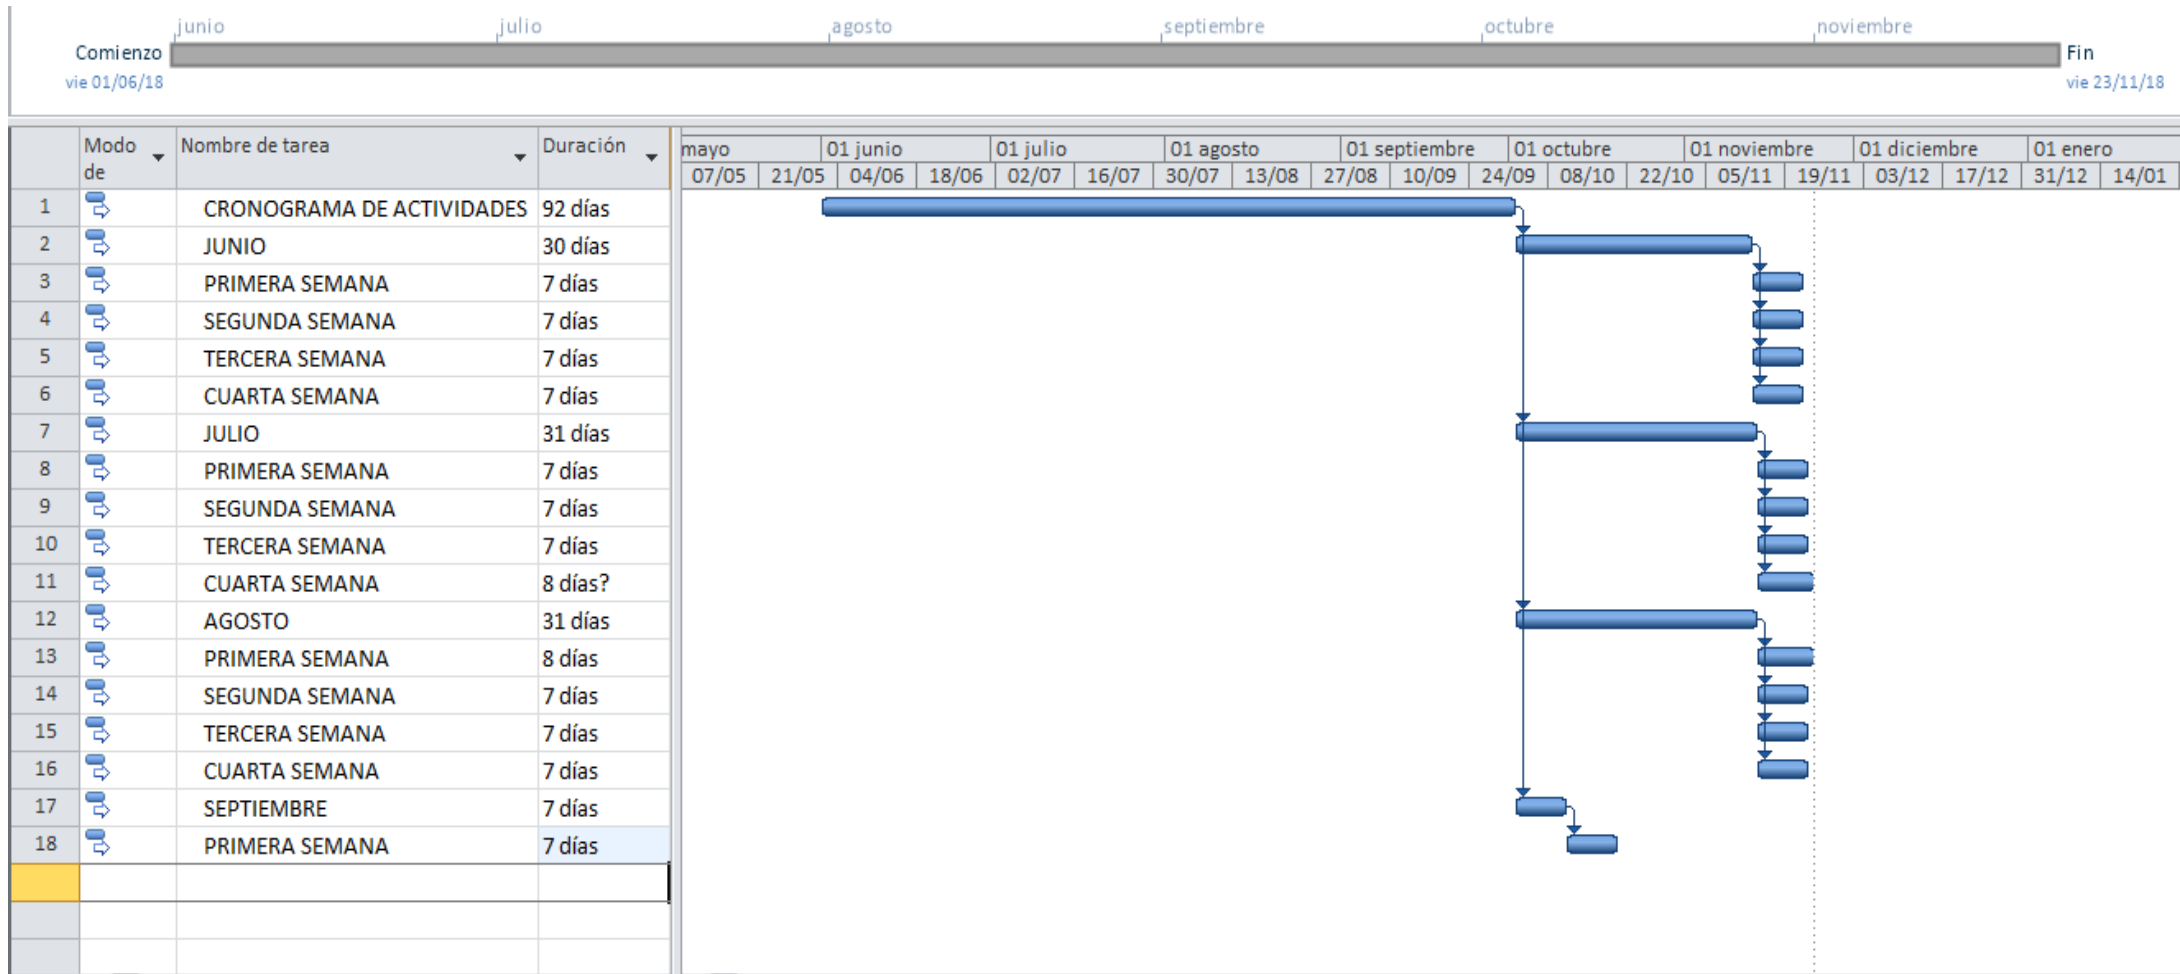 junio julio agosto septiembre octubre noviembre
Comienzo Fin
vie 01/06/18 vie 23/11/18
Modo de Nombre de tarea Duración
mayo 01 junio 01 julio 01 agosto 01 septiembre 01 octubre 01 noviembre 01 diciembre 01 enero
07/05 21/05 04/06 18/06 02/07 16/07 30/07 13/08 27/08 10/09 24/09 08/10 22/10 05/11 19/11 03/12 17/12 31/12 14/01
1 CRONOGRAMA DE ACTIVIDADES 92 días
2 JUNIO 30 días
3 PRIMERA SEMANA 7 días
4 SEGUNDA SEMANA 7 días
5 TERCERA SEMANA 7 días
6 CUARTA SEMANA 7 días
7 JULIO 31 días
8 PRIMERA SEMANA 7 días
9 SEGUNDA SEMANA 7 días
10 TERCERA SEMANA 7 días
11 CUARTA SEMANA 8 días?
12 AGOSTO 31 días
13 PRIMERA SEMANA 8 días
14 SEGUNDA SEMANA 7 días
15 TERCERA SEMANA 7 días
16 CUARTA SEMANA 7 días
17 SEPTIEMBRE 7 días
18 PRIMERA SEMANA 7 días